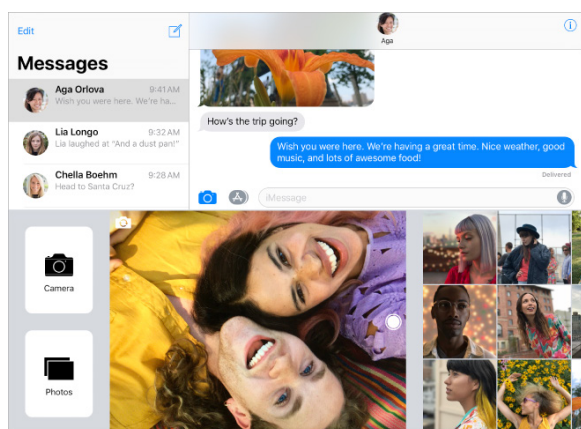 Edit
Messages
Aga Orlova 9:41 AM
Wish you were here. We're ha...
Lia Longo 9:32 AM
Lia laughed at "And a dust pan!"
Chella Boehm 9:28 AM
Head to Santa Cruz?
Aga
How's the trip going?
Wish you were here. We're having a great time. Nice weather, good
music, and lots of awesome food!
Delivered
iMessage
Camera
Photos